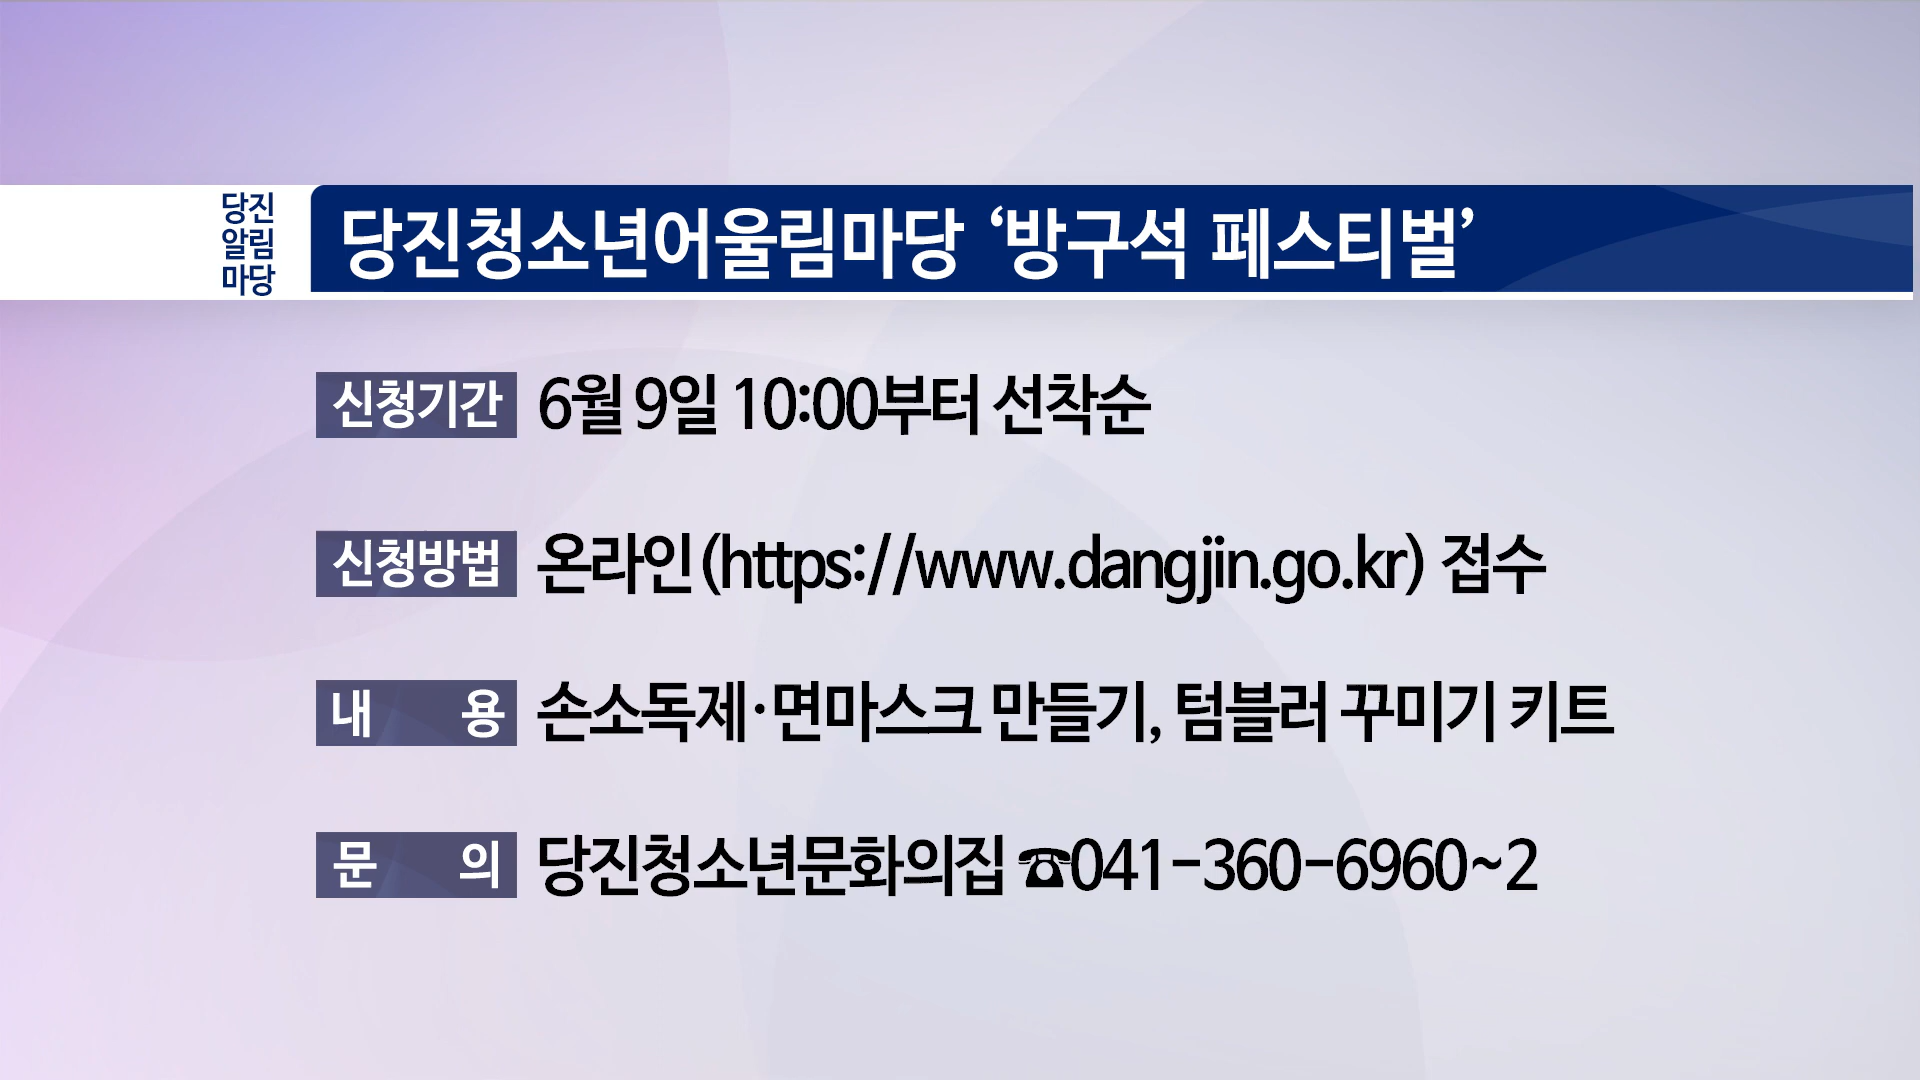 당진
알림
마당
당진청소년어울림마당 ‘방구석 페스티벌’
신청기간 6월 9일 10:00부터 선착순
신청방법 온라인(https://www.dangjin.go.kr) 접수
내 용 손소독제·면마스크 만들기, 텀블러 꾸미기 키트
문 의 당진청소년문화의집 ☎041-360-6960~2